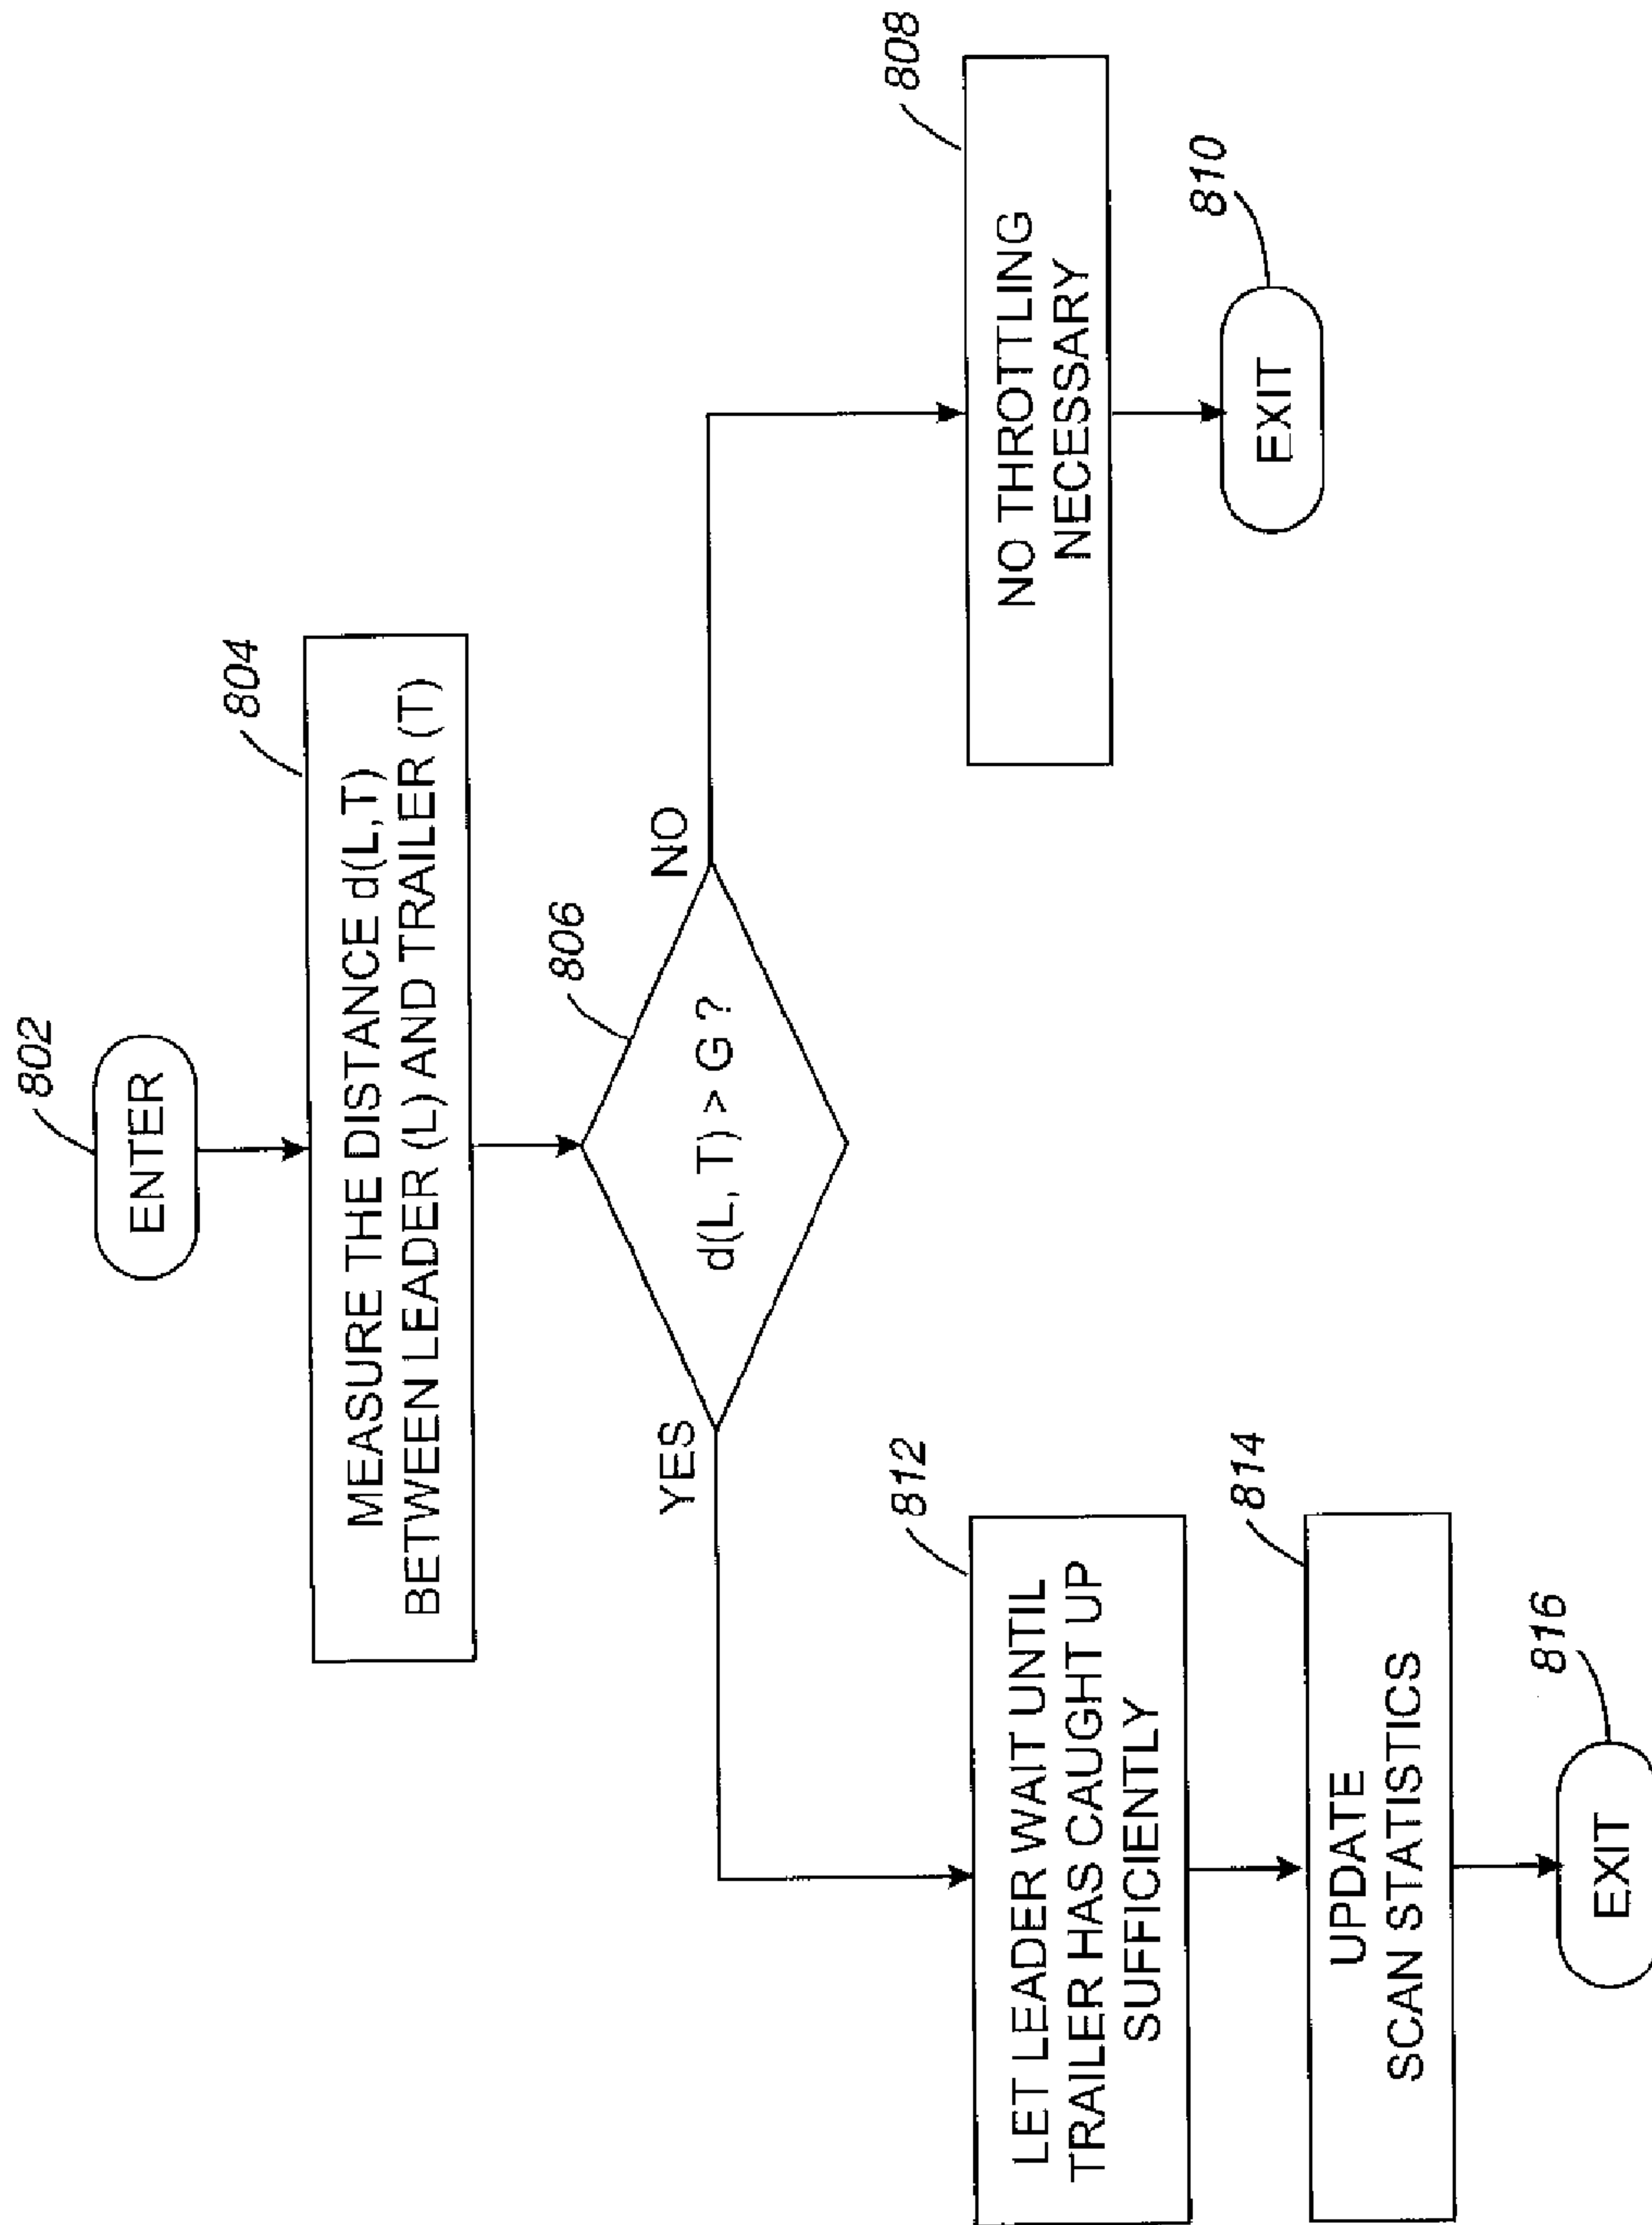 802
ENTER
804
MEASURE THE DISTANCE d(L,T)
BETWEEN LEADER (L) AND TRAILER (T)
806
d(L, T) > G ?
YES
NO
812
LET LEADER WAIT UNTIL
TRAILER HAS CAUGHT UP
SUFFICIENTLY
814
UPDATE
SCAN STATISTICS
816
EXIT
808
NO THROTTLING
NECESSARY
810
EXIT